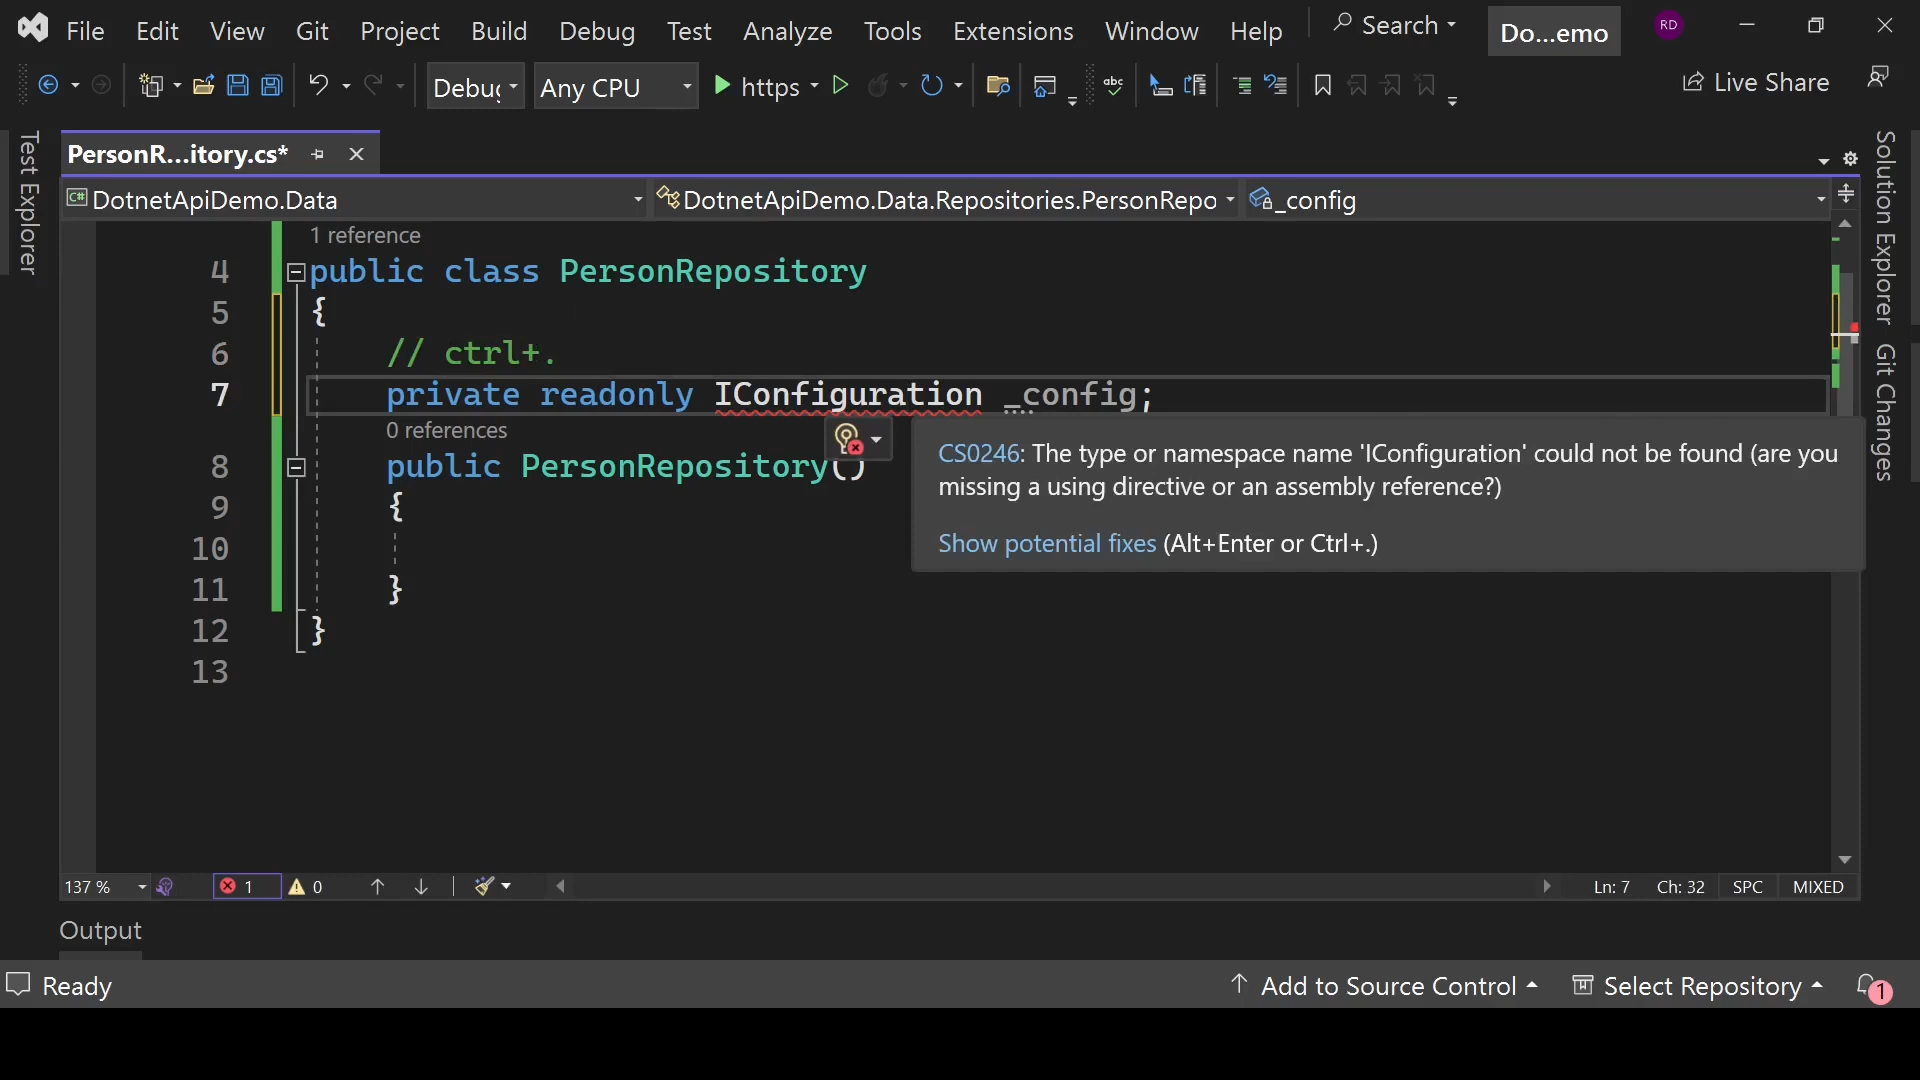 File Edit View Git Project Build Debug Test Analyze Tools Extensions Window Help Search Do...emo RD
Debug Any CPU https abc Live Share
Test Explorer
PersonR...itory.cs*
DotnetApiDemo.Data DotnetApiDemo.Data.Repositories.PersonRepo _config
Solution Explorer
Git Changes
1 reference
4 public class PersonRepository
5 {
6 // ctrl+.
7 private readonly IConfiguration _config;
0 references
8 public PersonRepository()
9 {
10
11 }
12 }
13
CS0246: The type or namespace name 'IConfiguration' could not be found (are you
missing a using directive or an assembly reference?)
Show potential fixes (Alt+Enter or Ctrl+.)
137 % 1 0 Ln: 7 Ch: 32 SPC MIXED
Output
Ready Add to Source Control Select Repository 1